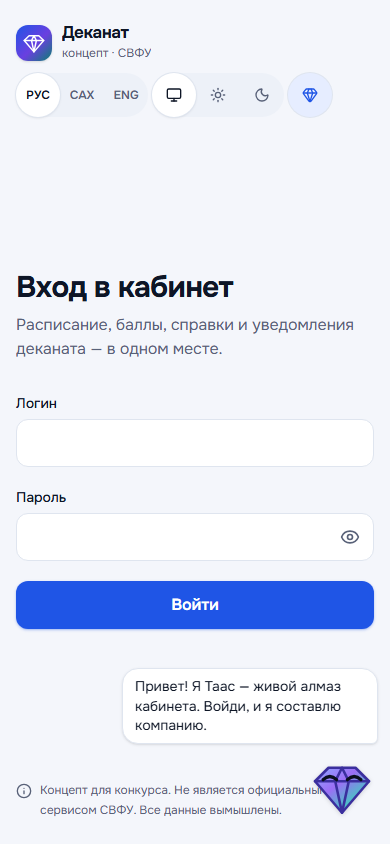 Деканат
концепт · СВФУ
РУС САХ ENG
Вход в кабинет
Расписание, баллы, справки и уведомления
деканата — в одном месте.
Логин
Пароль
Войти
Привет! Я Таас — живой алмаз
кабинета. Войди, и я составлю
компанию.
Концепт для конкурса. Не является
сервисом СВФУ. Все данные вымышлены.